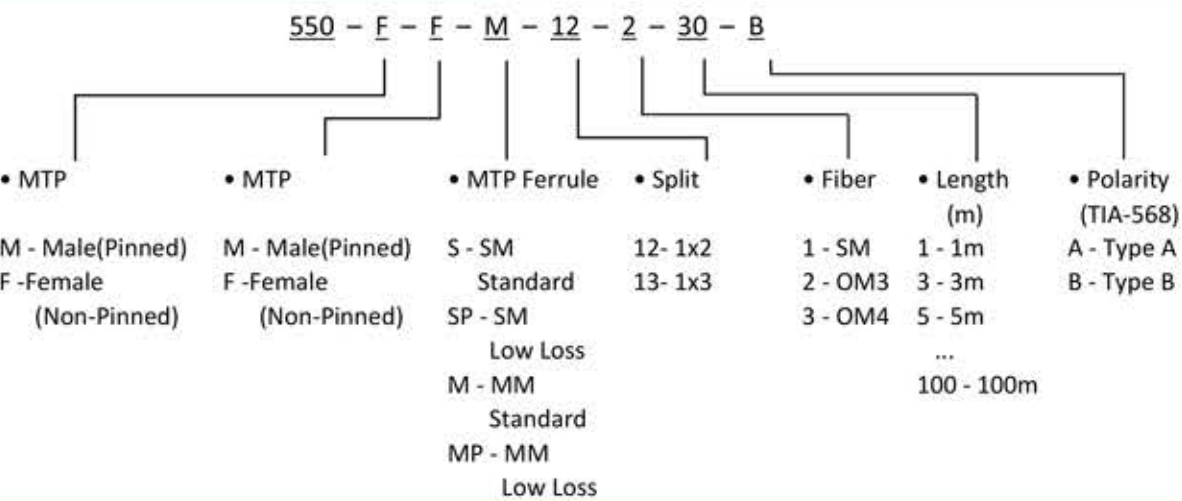 550 – F – F – M – 12 – 2 – 30 – B
• MTP
M - Male(Pinned)
F -Female
(Non-Pinned)
• MTP
M - Male(Pinned)
F -Female
(Non-Pinned)
• MTP Ferrule
S - SM
Standard
SP - SM
Low Loss
M - MM
Standard
MP - MM
Low Loss
• Split
12- 1x2
13- 1x3
• Fiber
1 - SM
2 - OM3
3 - OM4
• Length
(m)
1 - 1m
3 - 3m
5 - 5m
...
100 - 100m
• Polarity
(TIA-568)
A - Type A
B - Type B